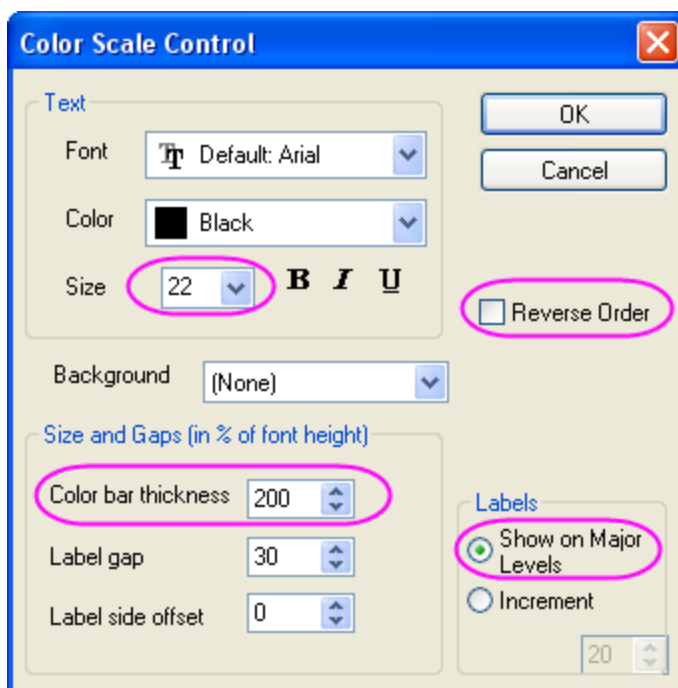 Color Scale Control
Text
OK
Font Default: Arial
Cancel
Color Black
Size 22 B I U
Reverse Order
Background (None)
Size and Gaps (in % of font height)
Color bar thickness 200
Labels
Show on Major
Levels
Label gap 30
Increment
Label side offset 0
20